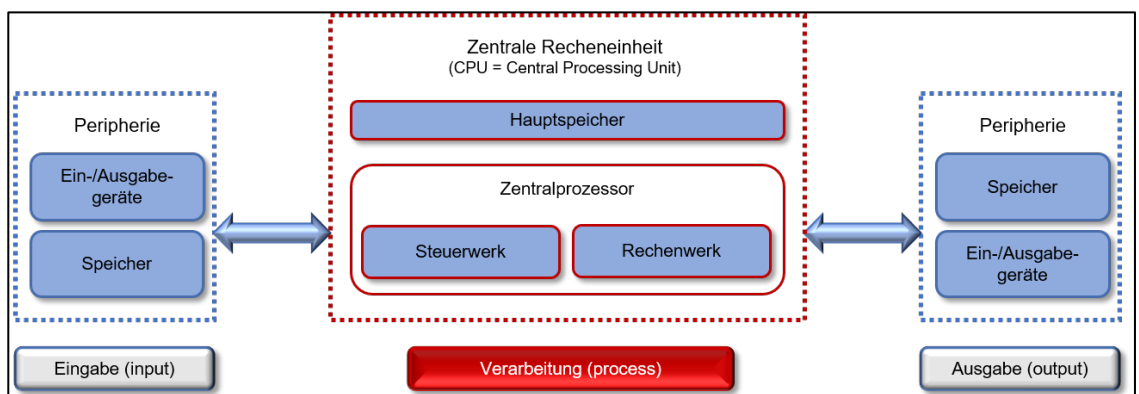 Zentrale Recheneinheit
(CPU = Central Processing Unit)
Hauptspeicher
Peripherie
Ein-/Ausgabe-
geräte
Speicher
Zentralprozessor
Steuerwerk
Rechenwerk
Peripherie
Speicher
Ein-/Ausgabe-
geräte
Eingabe (input)
Verarbeitung (process)
Ausgabe (output)